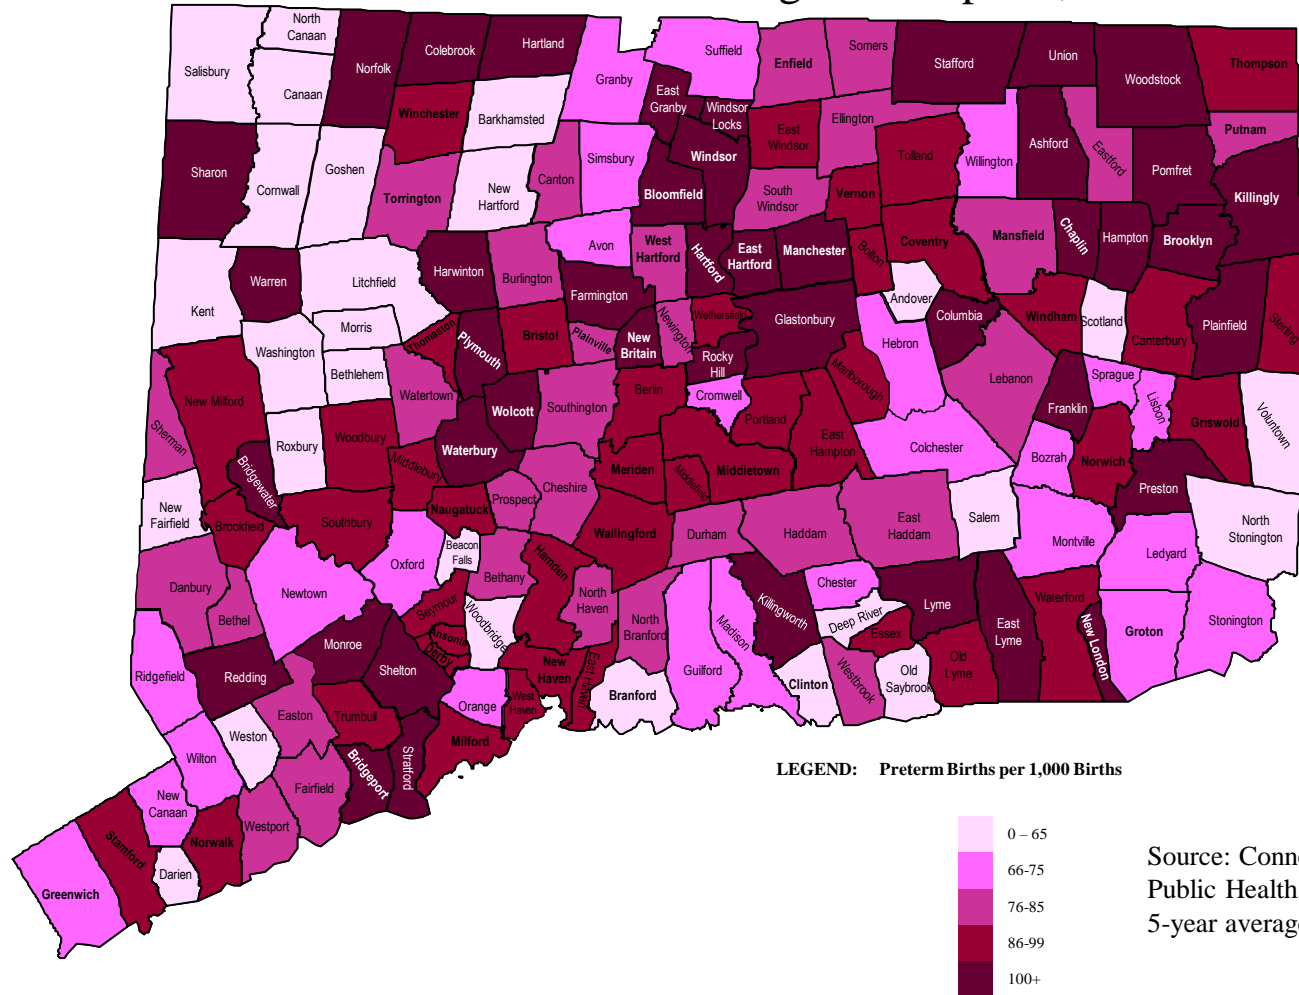 North
Canaan
Salisbury
Canaan
Norfolk
Colebrook
Hartland
Granby
Suffield
Enfield
Somers
Stafford
Union
Woodstock
Thompson
Winchester
Barkhamsted
East
Granby
Windsor
Locks
East
Windsor
Ellington
Tolland
Willington
Ashford
Eastford
Putnam
Pomfret
Killingly
Sharon
Cornwall
Goshen
Torrington
New
Hartford
Canton
Simsbury
Windsor
Bloomfield
South
Windsor
Vernon
Avon
West
Hartford
Hartford
East
Hartford
Manchester
Bolton
Coventry
Mansfield
Chaplin
Hampton
Brooklyn
Kent
Warren
Litchfield
Harwinton
Burlington
Farmington
Andover
Columbia
Windham
Scotland
Canterbury
Plainfield
Sterling
Morris
Washington
Bethlehem
Thomaston
Plymouth
Bristol
Plainville
New
Britain
Newington
Wethersfield
Rocky
Hill
Glastonbury
Hebron
Marlborough
Lebanon
Franklin
Sprague
Lisbon
Griswold
Voluntown
New Milford
Sherman
Watertown
Wolcott
Southington
Berlin
Cromwell
Portland
East
Hampton
Colchester
Bozrah
Norwich
Preston
Bridgewater
Roxbury
Woodbury
Middlebury
Waterbury
Cheshire
Meriden
Middlefield
Middletown
New
Fairfield
Brookfield
Southbury
Naugatuck
Prospect
Wallingford
Durham
Haddam
East
Haddam
Salem
Montville
Ledyard
North
Stonington
Danbury
Bethel
Newtown
Oxford
Beacon
Falls
Bethany
Hamden
North
Haven
North
Branford
Guilford
Madison
Killingworth
Chester
Deep River
Essex
Lyme
Old
Lyme
East
Lyme
Waterford
New London
Groton
Stonington
Ridgefield
Redding
Monroe
Seymour
Ansonia
Derby
Woodbridge
Shelton
Orange
New
Haven
West
Haven
East Haven
Branford
Clinton
Westbrook
Old
Saybrook
Wilton
Weston
Easton
Trumbull
Bridgeport
Stratford
Milford
New
Canaan
Fairfield
Westport
Norwalk
Stamford
Darien
Greenwich
LEGEND: Preterm Births per 1,000 Births
0 – 65
66-75
76-85
86-99
100+
Public Health
5-year average